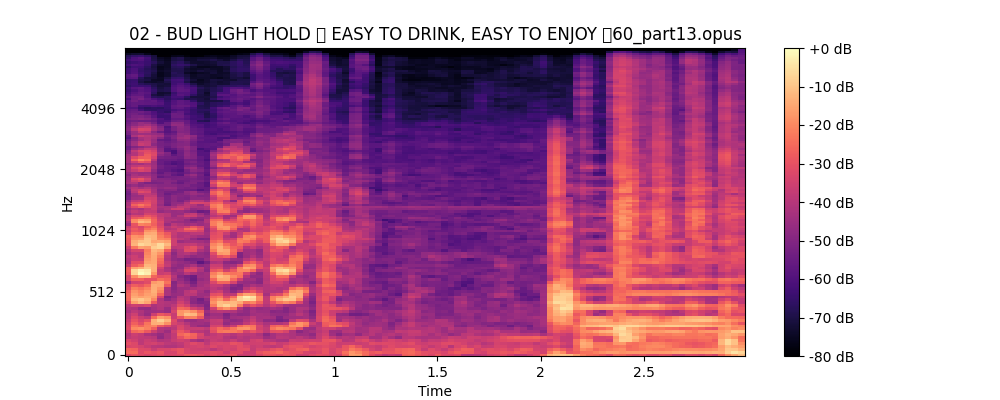 02 - BUD LIGHT HOLD ▯ EASY TO DRINK, EASY TO ENJOY ▯60_part13.opus
+0 dB
-10 dB
-20 dB
-30 dB
-40 dB
-50 dB
-60 dB
-70 dB
-80 dB
4096
2048
1024
512
0
Hz
0
0.5
1
1.5
2
2.5
Time